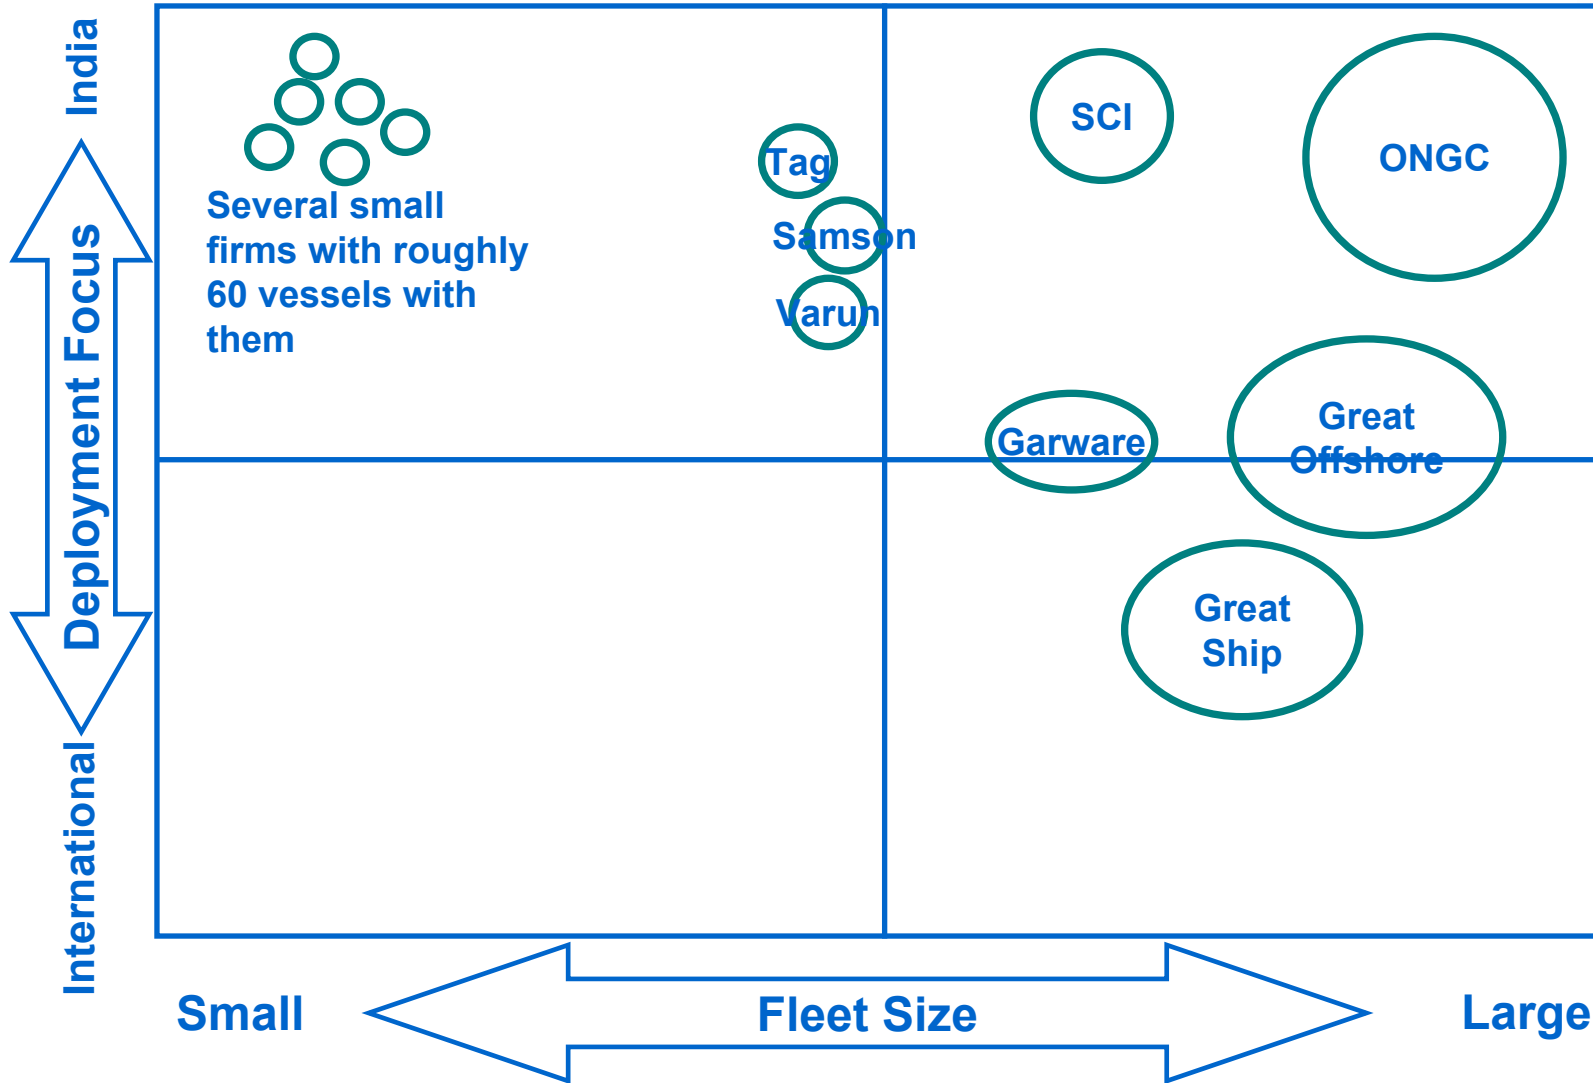 India
Deployment Focus
International
Several small
firms with roughly
60 vessels with
them
Tag
Samson
Varun
SCI
ONGC
Garware
Great
Offshore
Great
Ship
Small
Fleet Size
Large